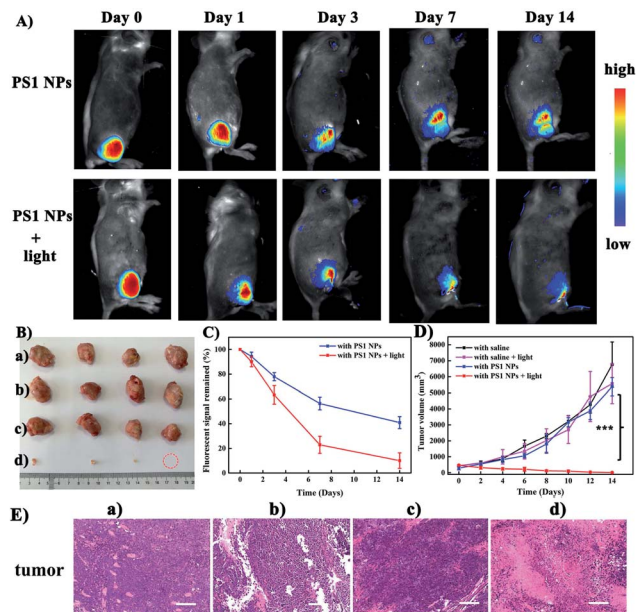 A)
Day 0 Day 1 Day 3 Day 7 Day 14
PS1 NPs
high
PS1 NPs
+
light
low
B)
a)
b)
c)
d)
C)
with PS1 NPs
with PS1 NPs + light
Fluorescent signal remained (%)
100
80
60
40
20
0
0 2 4 6 8 10 12 14
Time (Days)
D)
with saline
with saline + light
with PS1 NPs
with PS1 NPs + light
Tumor volume (mm3)
8000
7000
6000
5000
4000
3000
2000
1000
0
***
0 2 4 6 8 10 12 14
Time (Days)
E)
a) b) c) d)
tumor